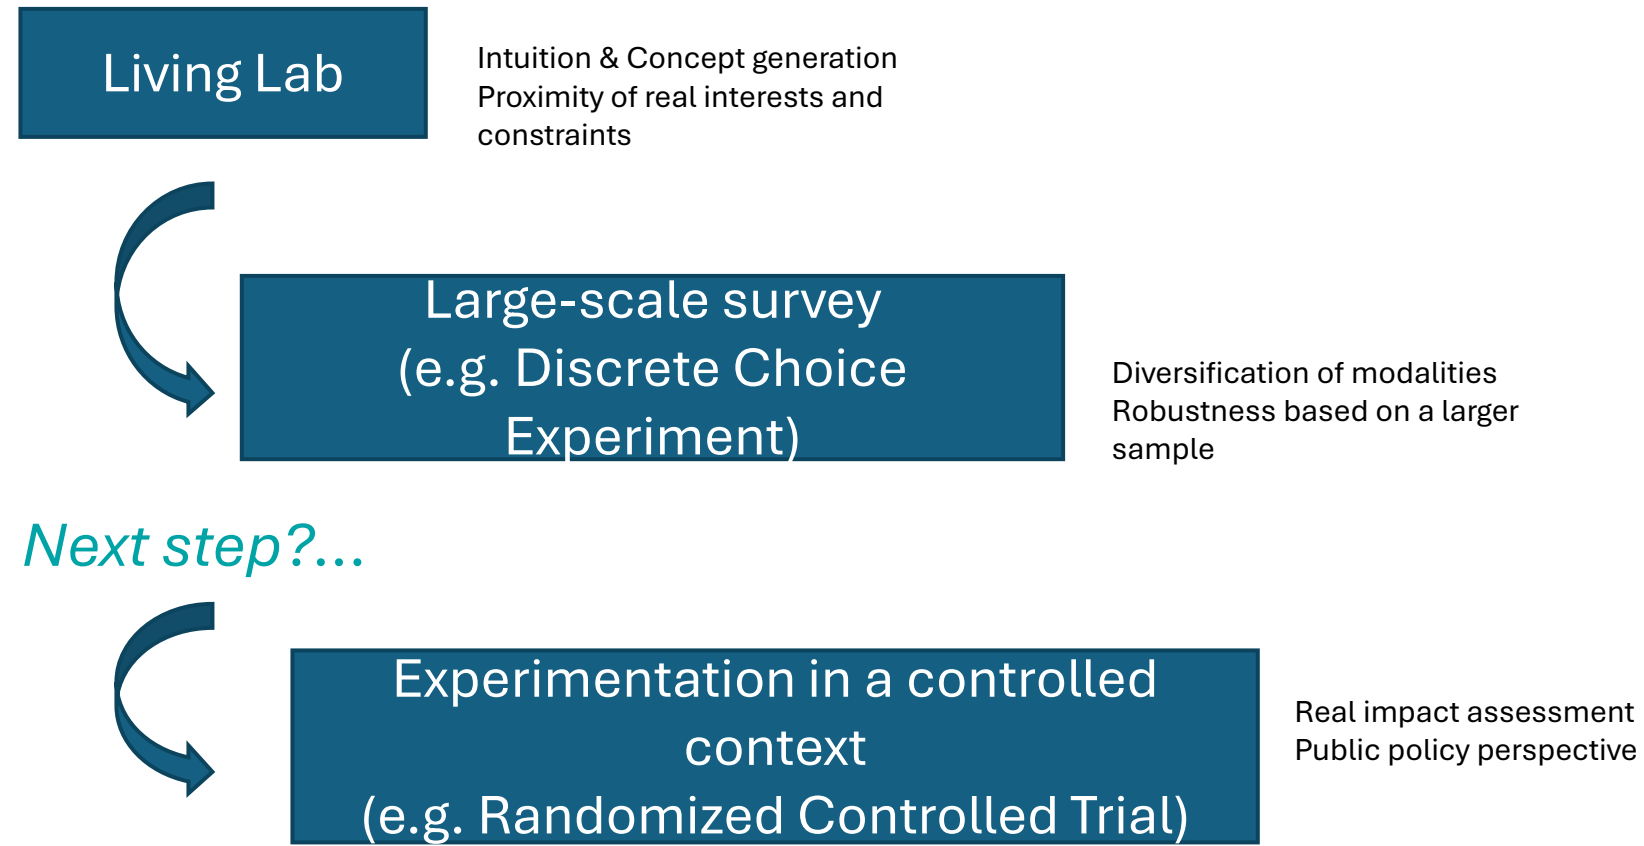 Living Lab
Intuition & Concept generation
Proximity of real interests and
constraints
Large-scale survey
(e.g. Discrete Choice
Experiment)
Diversification of modalities
Robustness based on a larger
sample
Next step?...
Experimentation in a controlled
context
(e.g. Randomized Controlled Trial)
Real impact assessment
Public policy perspective